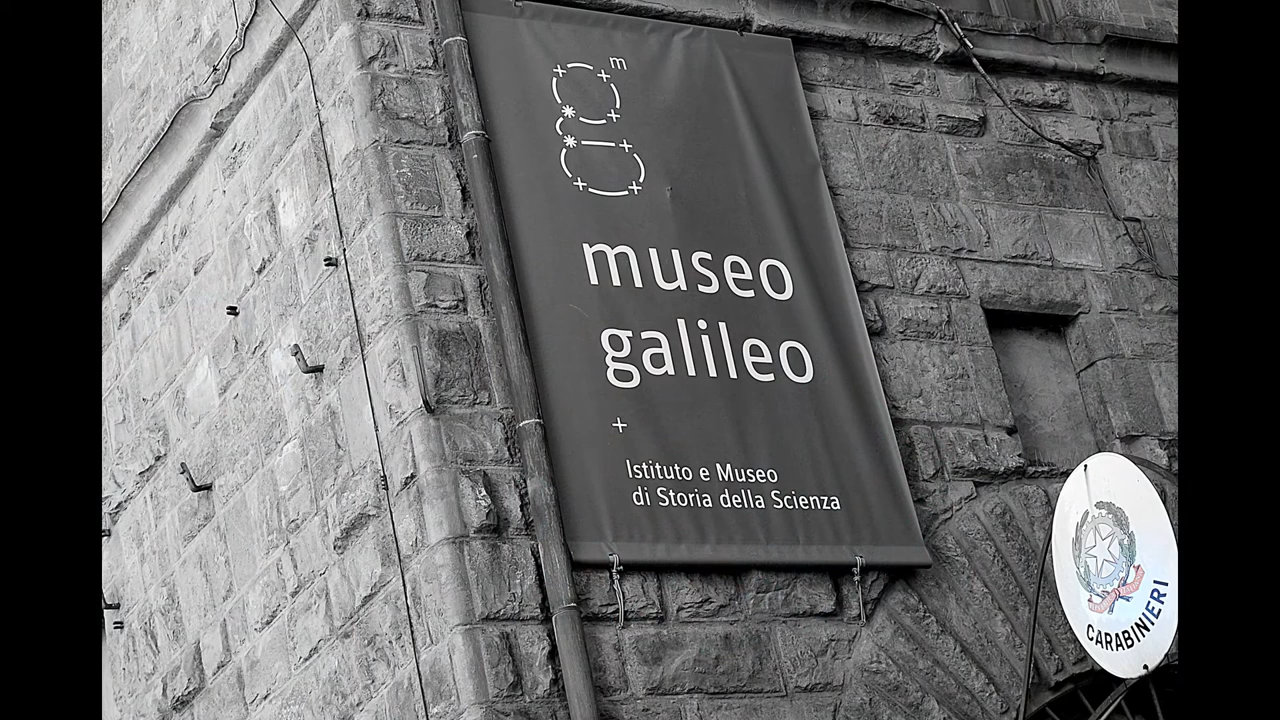 m
museo
galileo
+
Istituto e Museo
di Storia della Scienza
CARABINIERI